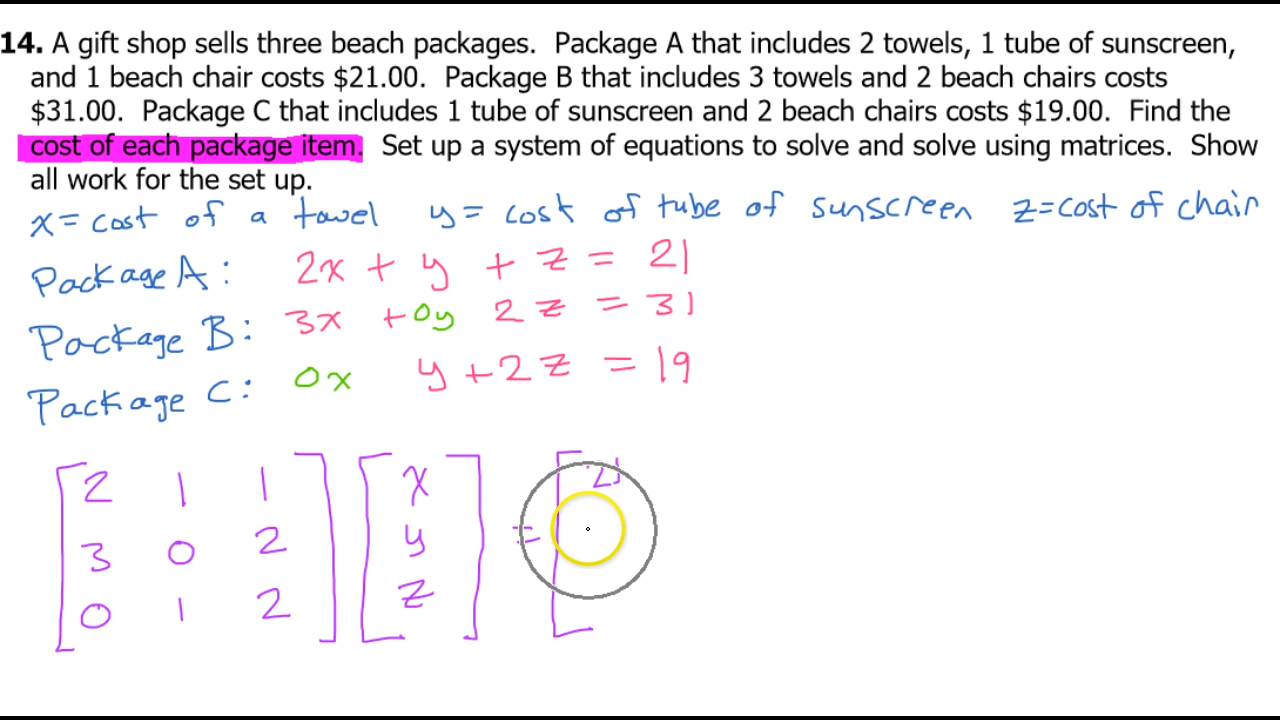 14. A gift shop sells three beach packages. Package A that includes 2 towels, 1 tube of sunscreen,
and 1 beach chair costs $21.00. Package B that includes 3 towels and 2 beach chairs costs
$31.00. Package C that includes 1 tube of sunscreen and 2 beach chairs costs $19.00. Find the
cost of each package item. Set up a system of equations to solve and solve using matrices. Show
all work for the set up.
x = cost of a towel y = cost of tube of sunscreen z = cost of chair
Package A: 2x + y + z = 21
Package B: 3x + 0y 2z = 31
Package C: 0x y + 2z = 19
2 1 1 x 21
3 0 2 y =
0 1 2 z